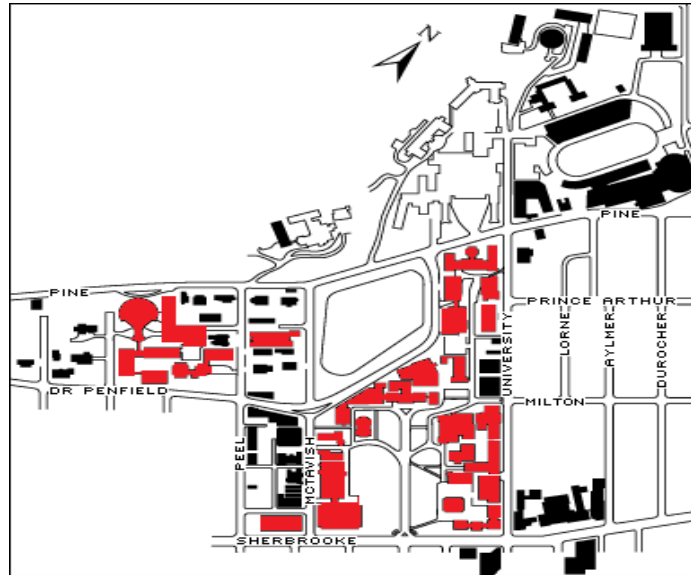 N
PINE
PINE
PRINCE ARTHUR
UNIVERSITY
LORNE
AYLMER
DUROCHER
DR PENFIELD
MILTON
PEEL
MCTAVISH
SHERBROOKE